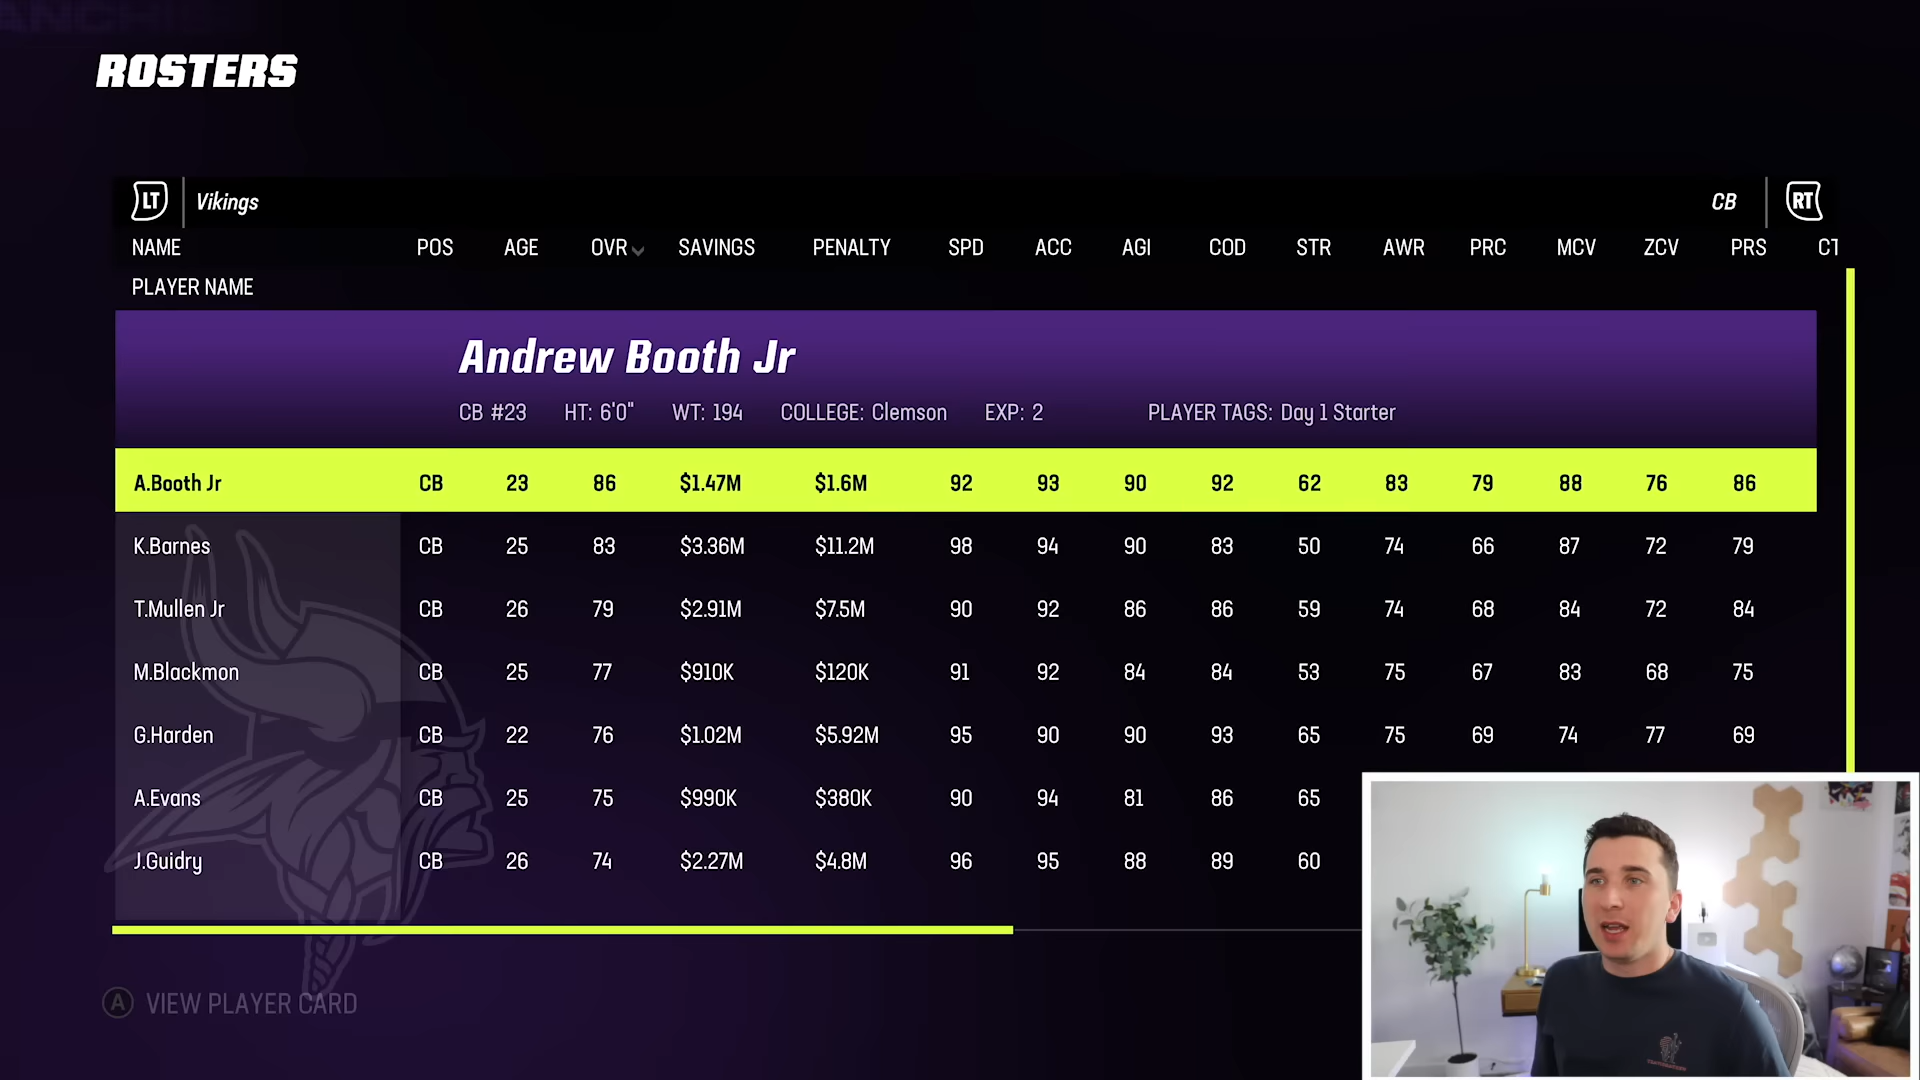 ROSTERS
LT Vikings CB RT
NAME POS AGE OVR SAVINGS PENALTY SPD ACC AGI COD STR AWR PRC MCV ZCV PRS
PLAYER NAME
Andrew Booth Jr
CB #23 HT: 6'0" WT: 194 COLLEGE: Clemson EXP: 2 PLAYER TAGS: Day 1 Starter
A.Booth Jr CB 23 86 $1.47M $1.6M 92 93 90 92 62 83 79 88 76 86
K.Barnes CB 25 83 $3.36M $11.2M 98 94 90 83 50 74 66 87 72 79
T.Mullen Jr CB 26 79 $2.91M $7.5M 90 92 86 86 59 74 68 84 72 84
M.Blackmon CB 25 77 $910K $120K 91 92 84 84 53 75 67 83 68 75
G.Harden CB 22 76 $1.02M $5.92M 95 90 90 93 65 75 69 74 77 69
A.Evans CB 25 75 $990K $380K 90 94 81 86 65
J.Guidry CB 26 74 $2.27M $4.8M 96 95 88 89 60
A VIEW PLAYER CARD